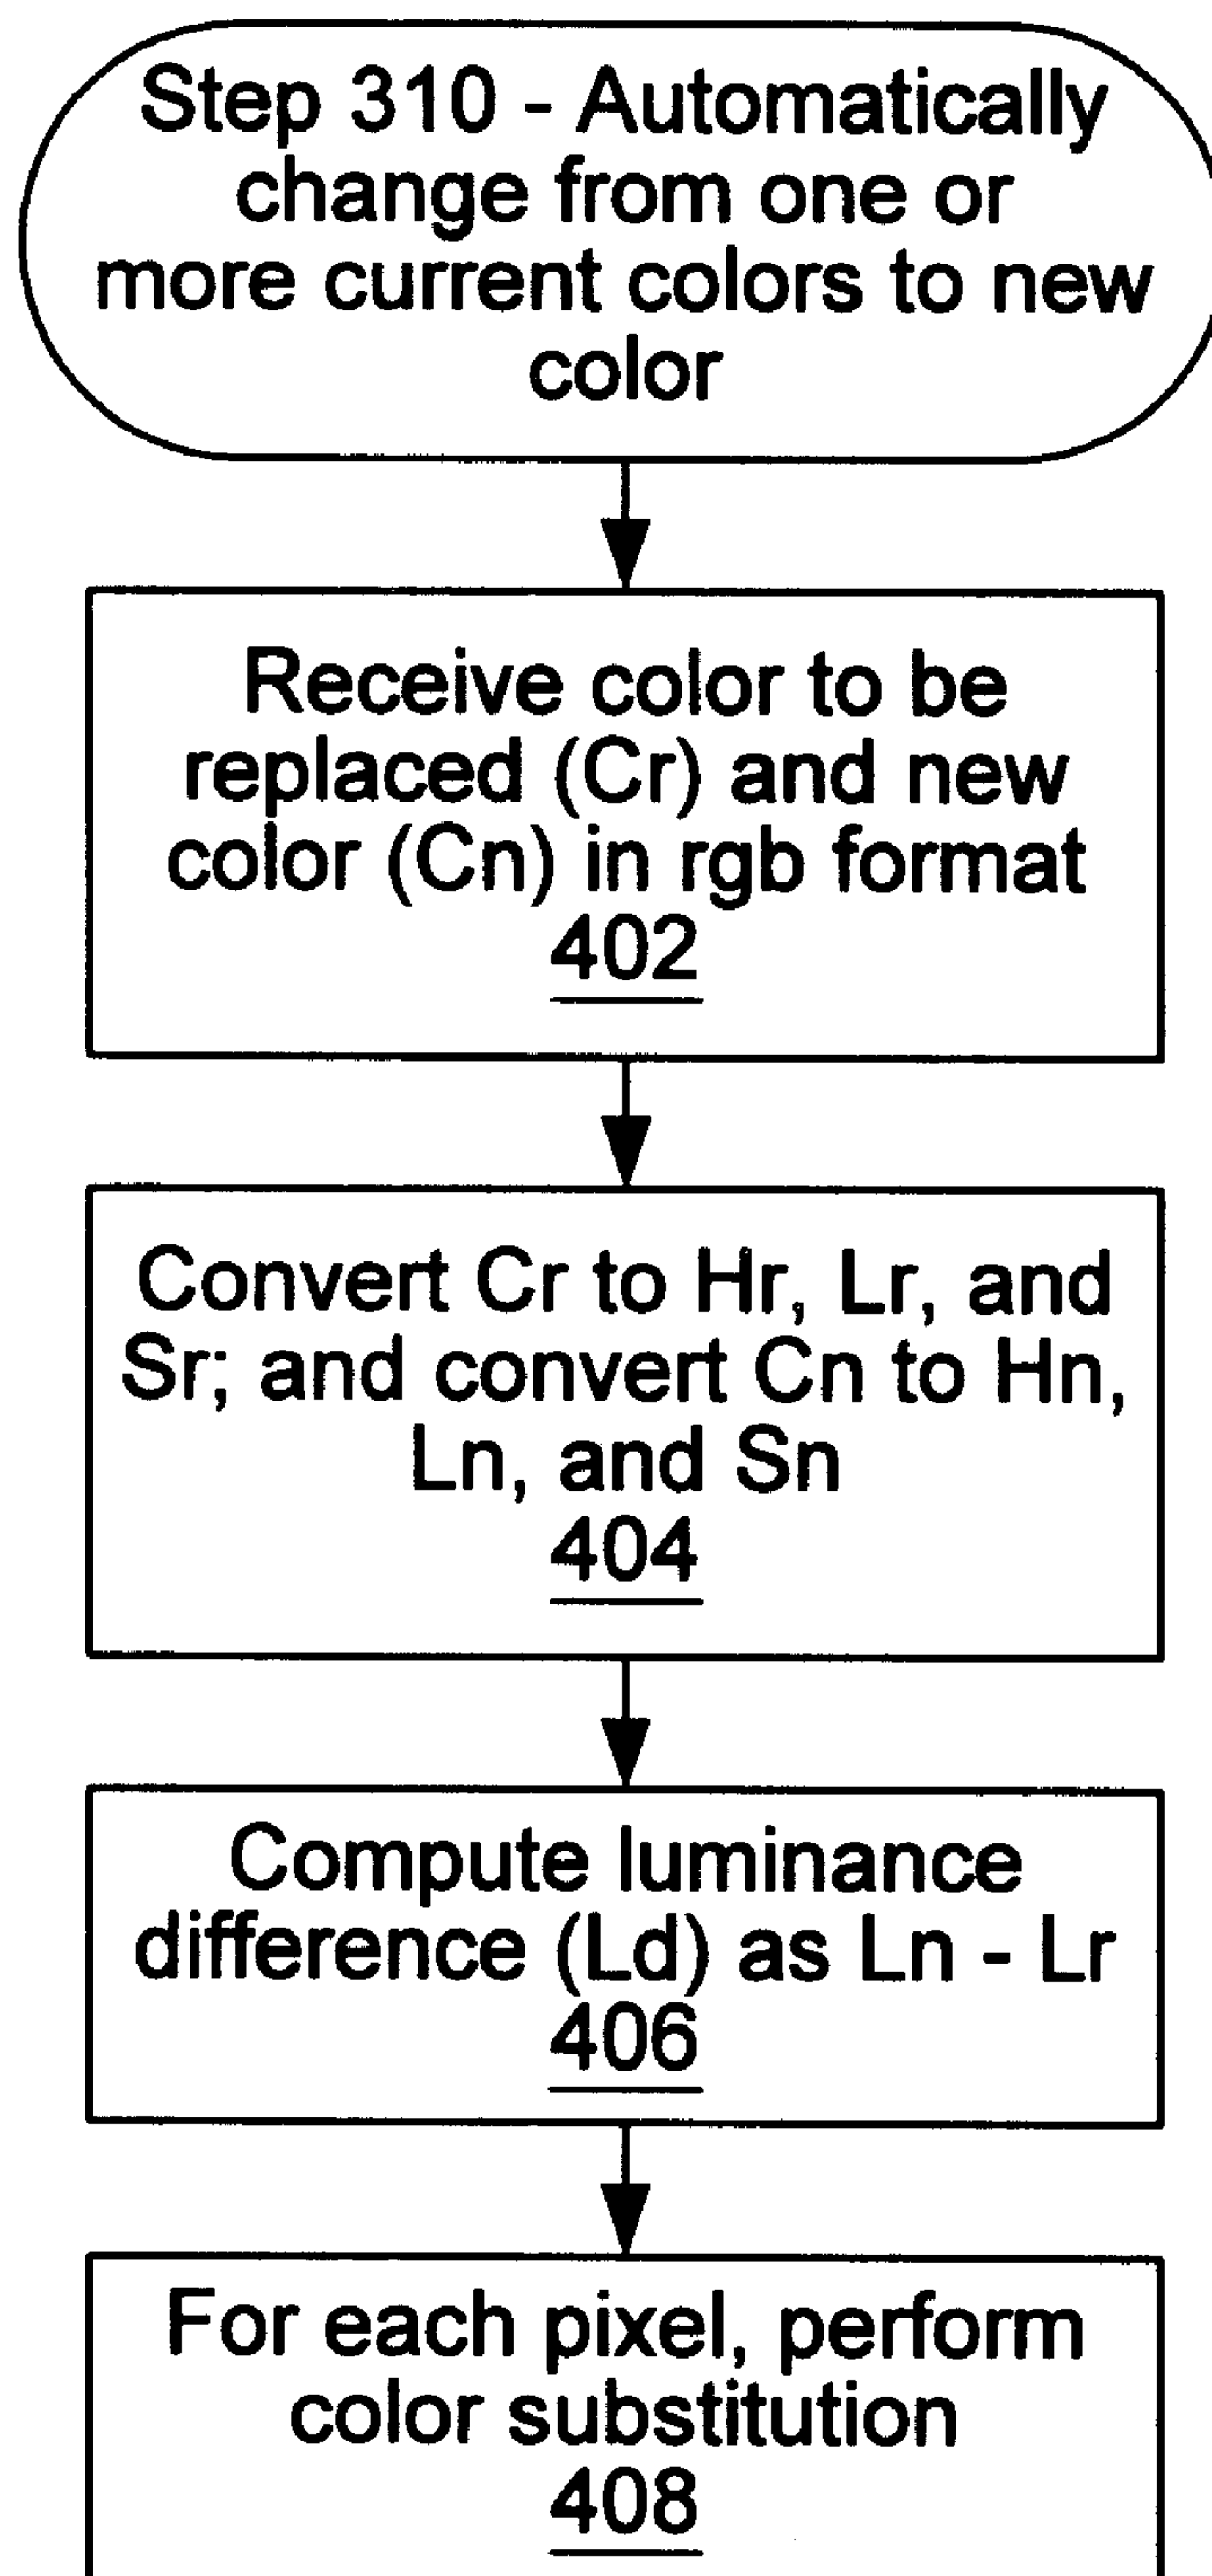 Step 310 - Automatically
change from one or
more current colors to new
color
Receive color to be
replaced (Cr) and new
color (Cn) in rgb format
402
Convert Cr to Hr, Lr, and
Sr; and convert Cn to Hn,
Ln, and Sn
404
Compute luminance
difference (Ld) as Ln - Lr
406
For each pixel, perform
color substitution
408